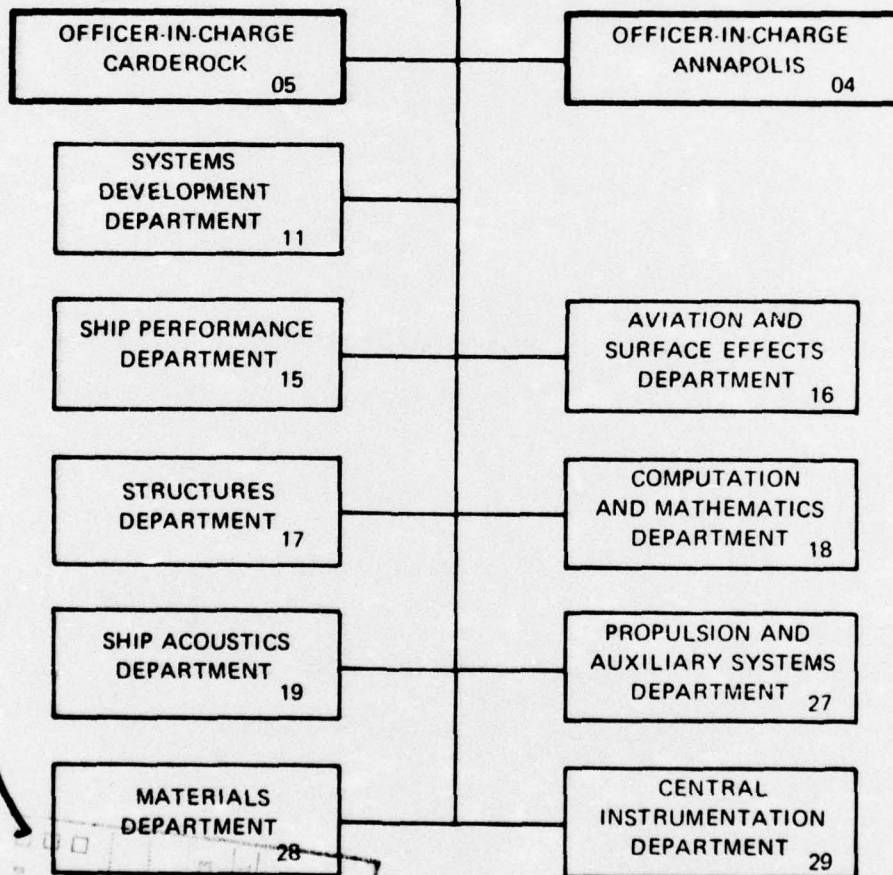 OFFICER-IN-CHARGE
CARDEROCK
05
OFFICER-IN-CHARGE
ANNAPOLIS
04
SYSTEMS
DEVELOPMENT
DEPARTMENT
11
SHIP PERFORMANCE
DEPARTMENT
15
AVIATION AND
SURFACE EFFECTS
DEPARTMENT
16
STRUCTURES
DEPARTMENT
17
COMPUTATION
AND MATHEMATICS
DEPARTMENT
18
SHIP ACOUSTICS
DEPARTMENT
19
PROPULSION AND
AUXILIARY SYSTEMS
DEPARTMENT
27
MATERIALS
DEPARTMENT
28
CENTRAL
INSTRUMENTATION
DEPARTMENT
29